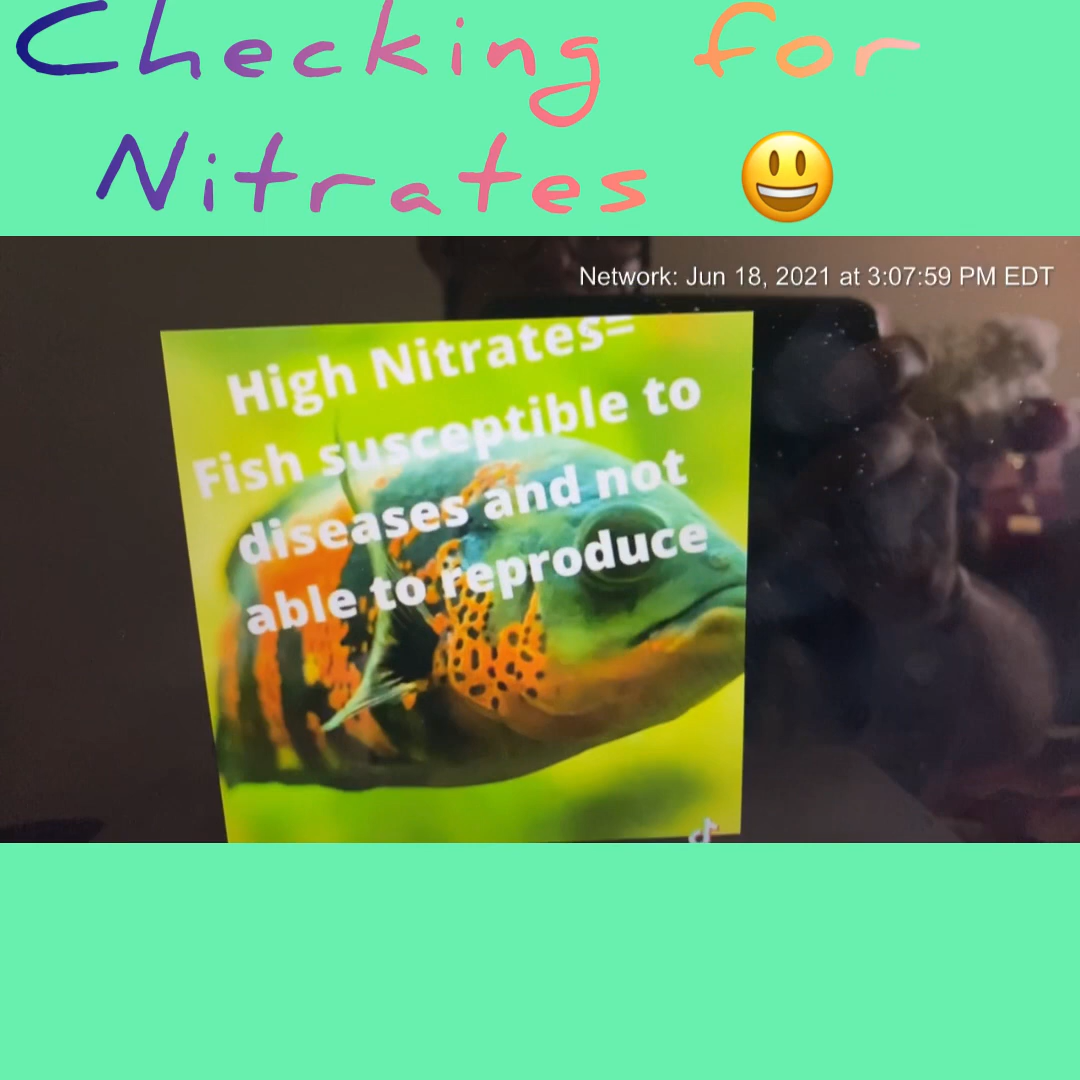 Checking for
Nitrates 😃
Network: Jun 18, 2021 at 3:07:59 PM EDT
High Nitrates=
Fish susceptible to
diseases and not
able to reproduce